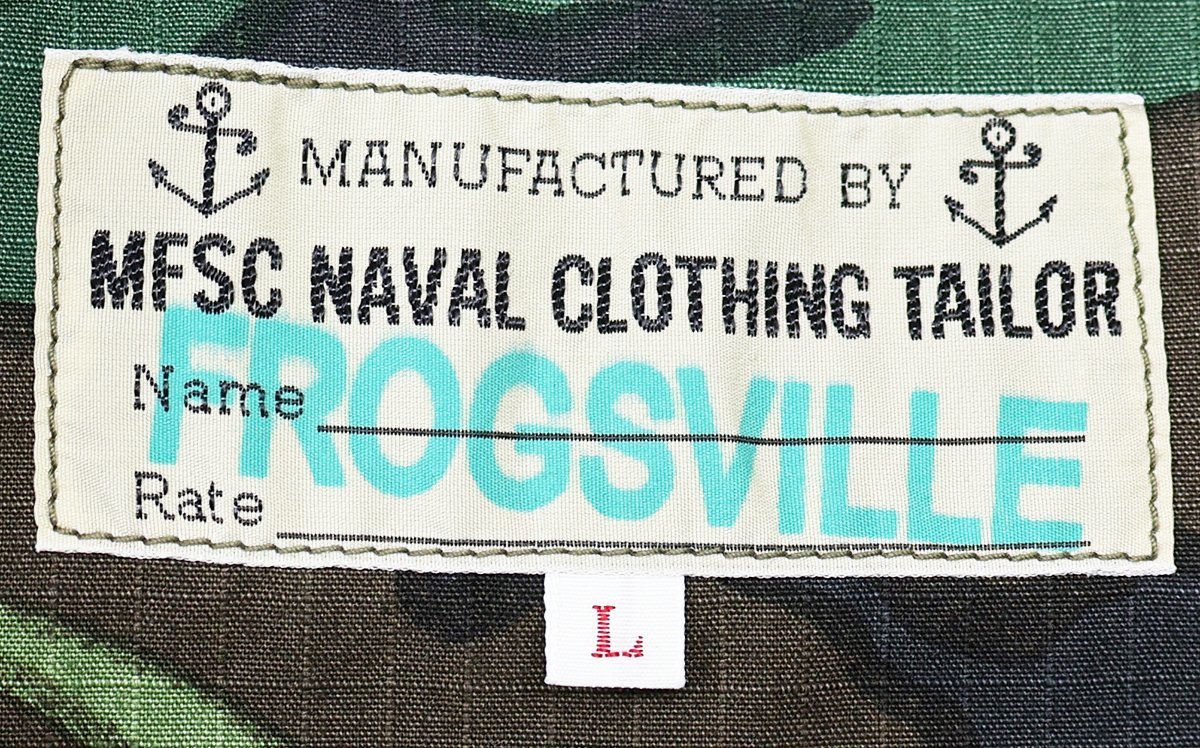 MANUFACTURED BY
MFSC NAVAL CLOTHING TAILOR
FROGSVILLE
Name
Rate
L